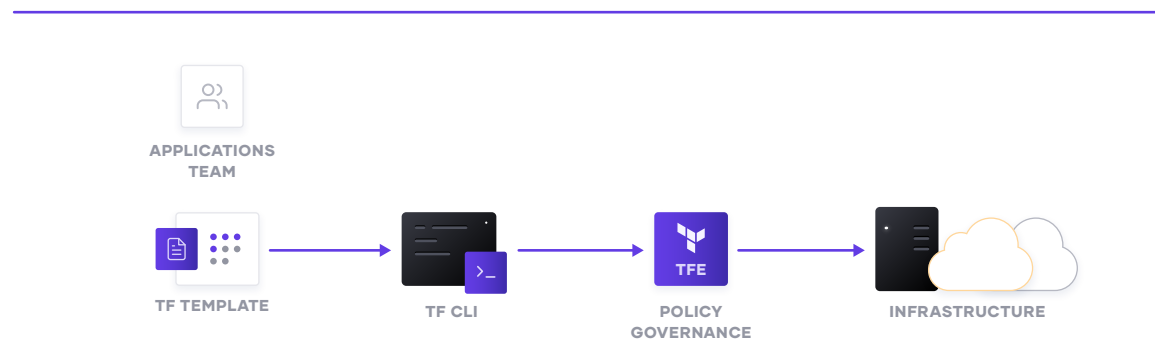 APPLICATIONS
TEAM
TF TEMPLATE
TF CLI
TFE
POLICY
GOVERNANCE
INFRASTRUCTURE